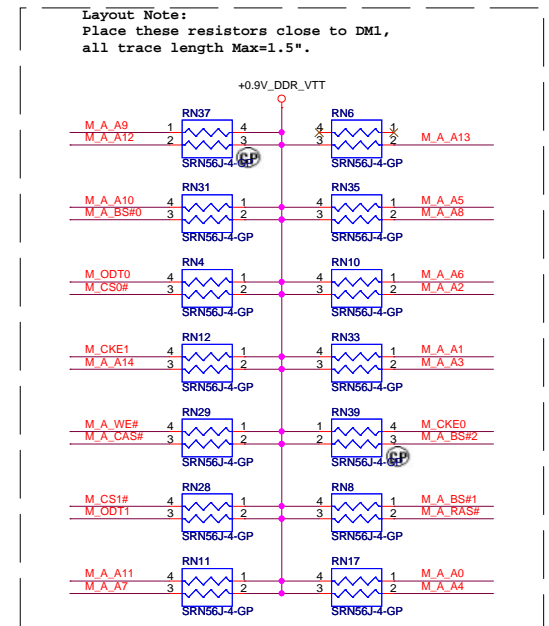 Layout Note:
Place these resistors close to DM1,
all trace length Max=1.5".
+0.9V_DDR_VTT
RN37 RN6
M_A_A9 1 4 4 1
M_A_A12 2 3 3 2 M_A_A13
SRN56J-4-GP SRN56J-4-GP
GP
RN31 RN35
M_A_A10 4 1 4 1 M_A_A5
M_A_BS#0 3 2 3 2 M_A_A8
SRN56J-4-GP SRN56J-4-GP
RN4 RN10
M_ODT0 4 1 4 1 M_A_A6
M_CS0# 3 2 3 2 M_A_A2
SRN56J-4-GP SRN56J-4-GP
RN12 RN33
M_CKE1 4 1 4 1 M_A_A1
M_A_A14 3 2 3 2 M_A_A3
SRN56J-4-GP SRN56J-4-GP
RN29 RN39
M_A_WE# 4 1 1 4 M_CKE0
M_A_CAS# 3 2 2 3 M_A_BS#2
SRN56J-4-GP SRN56J-4-GP
GP
RN28 RN8
M_CS1# 4 1 4 1 M_A_BS#1
M_ODT1 3 2 3 2 M_A_RAS#
SRN56J-4-GP SRN56J-4-GP
RN11 RN17
M_A_A11 4 1 4 1 M_A_A0
M_A_A7 3 2 3 2 M_A_A4
SRN56J-4-GP SRN56J-4-GP